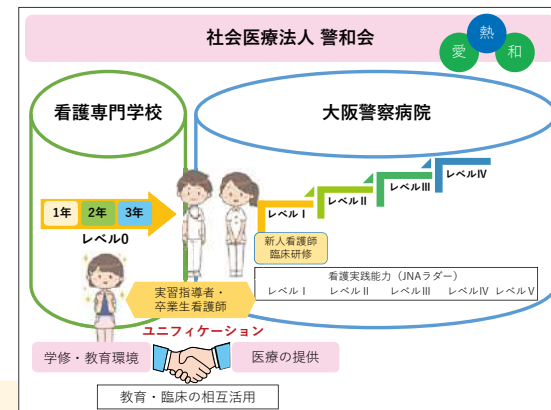 社会医療法人 警和会
愛
熱
和
看護専門学校
大阪警察病院
1年
2年
3年
レベル0
レベルⅠ
レベルⅡ
レベルⅢ
レベルⅣ
新人看護師
臨床研修
看護実践能力（JNAラダー）
レベルⅠ レベルⅡ レベルⅢ レベルⅣ レベルⅤ
実習指導者・
卒業生看護師
ユニフィケーション
学修・教育環境
医療の提供
教育・臨床の相互活用